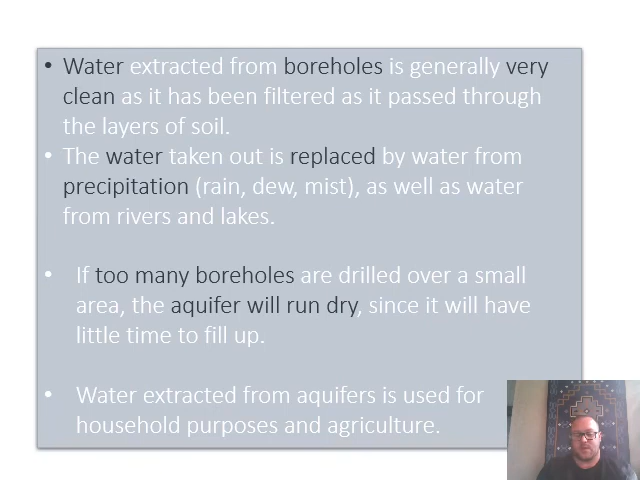 • Water extracted from boreholes is generally very
clean as it has been filtered as it passed through
the layers of soil.
• The water taken out is replaced by water from
precipitation (rain, dew, mist), as well as water
from rivers and lakes.
• If too many boreholes are drilled over a small
area, the aquifer will run dry, since it will have
little time to fill up.
• Water extracted from aquifers is used for
household purposes and agriculture.